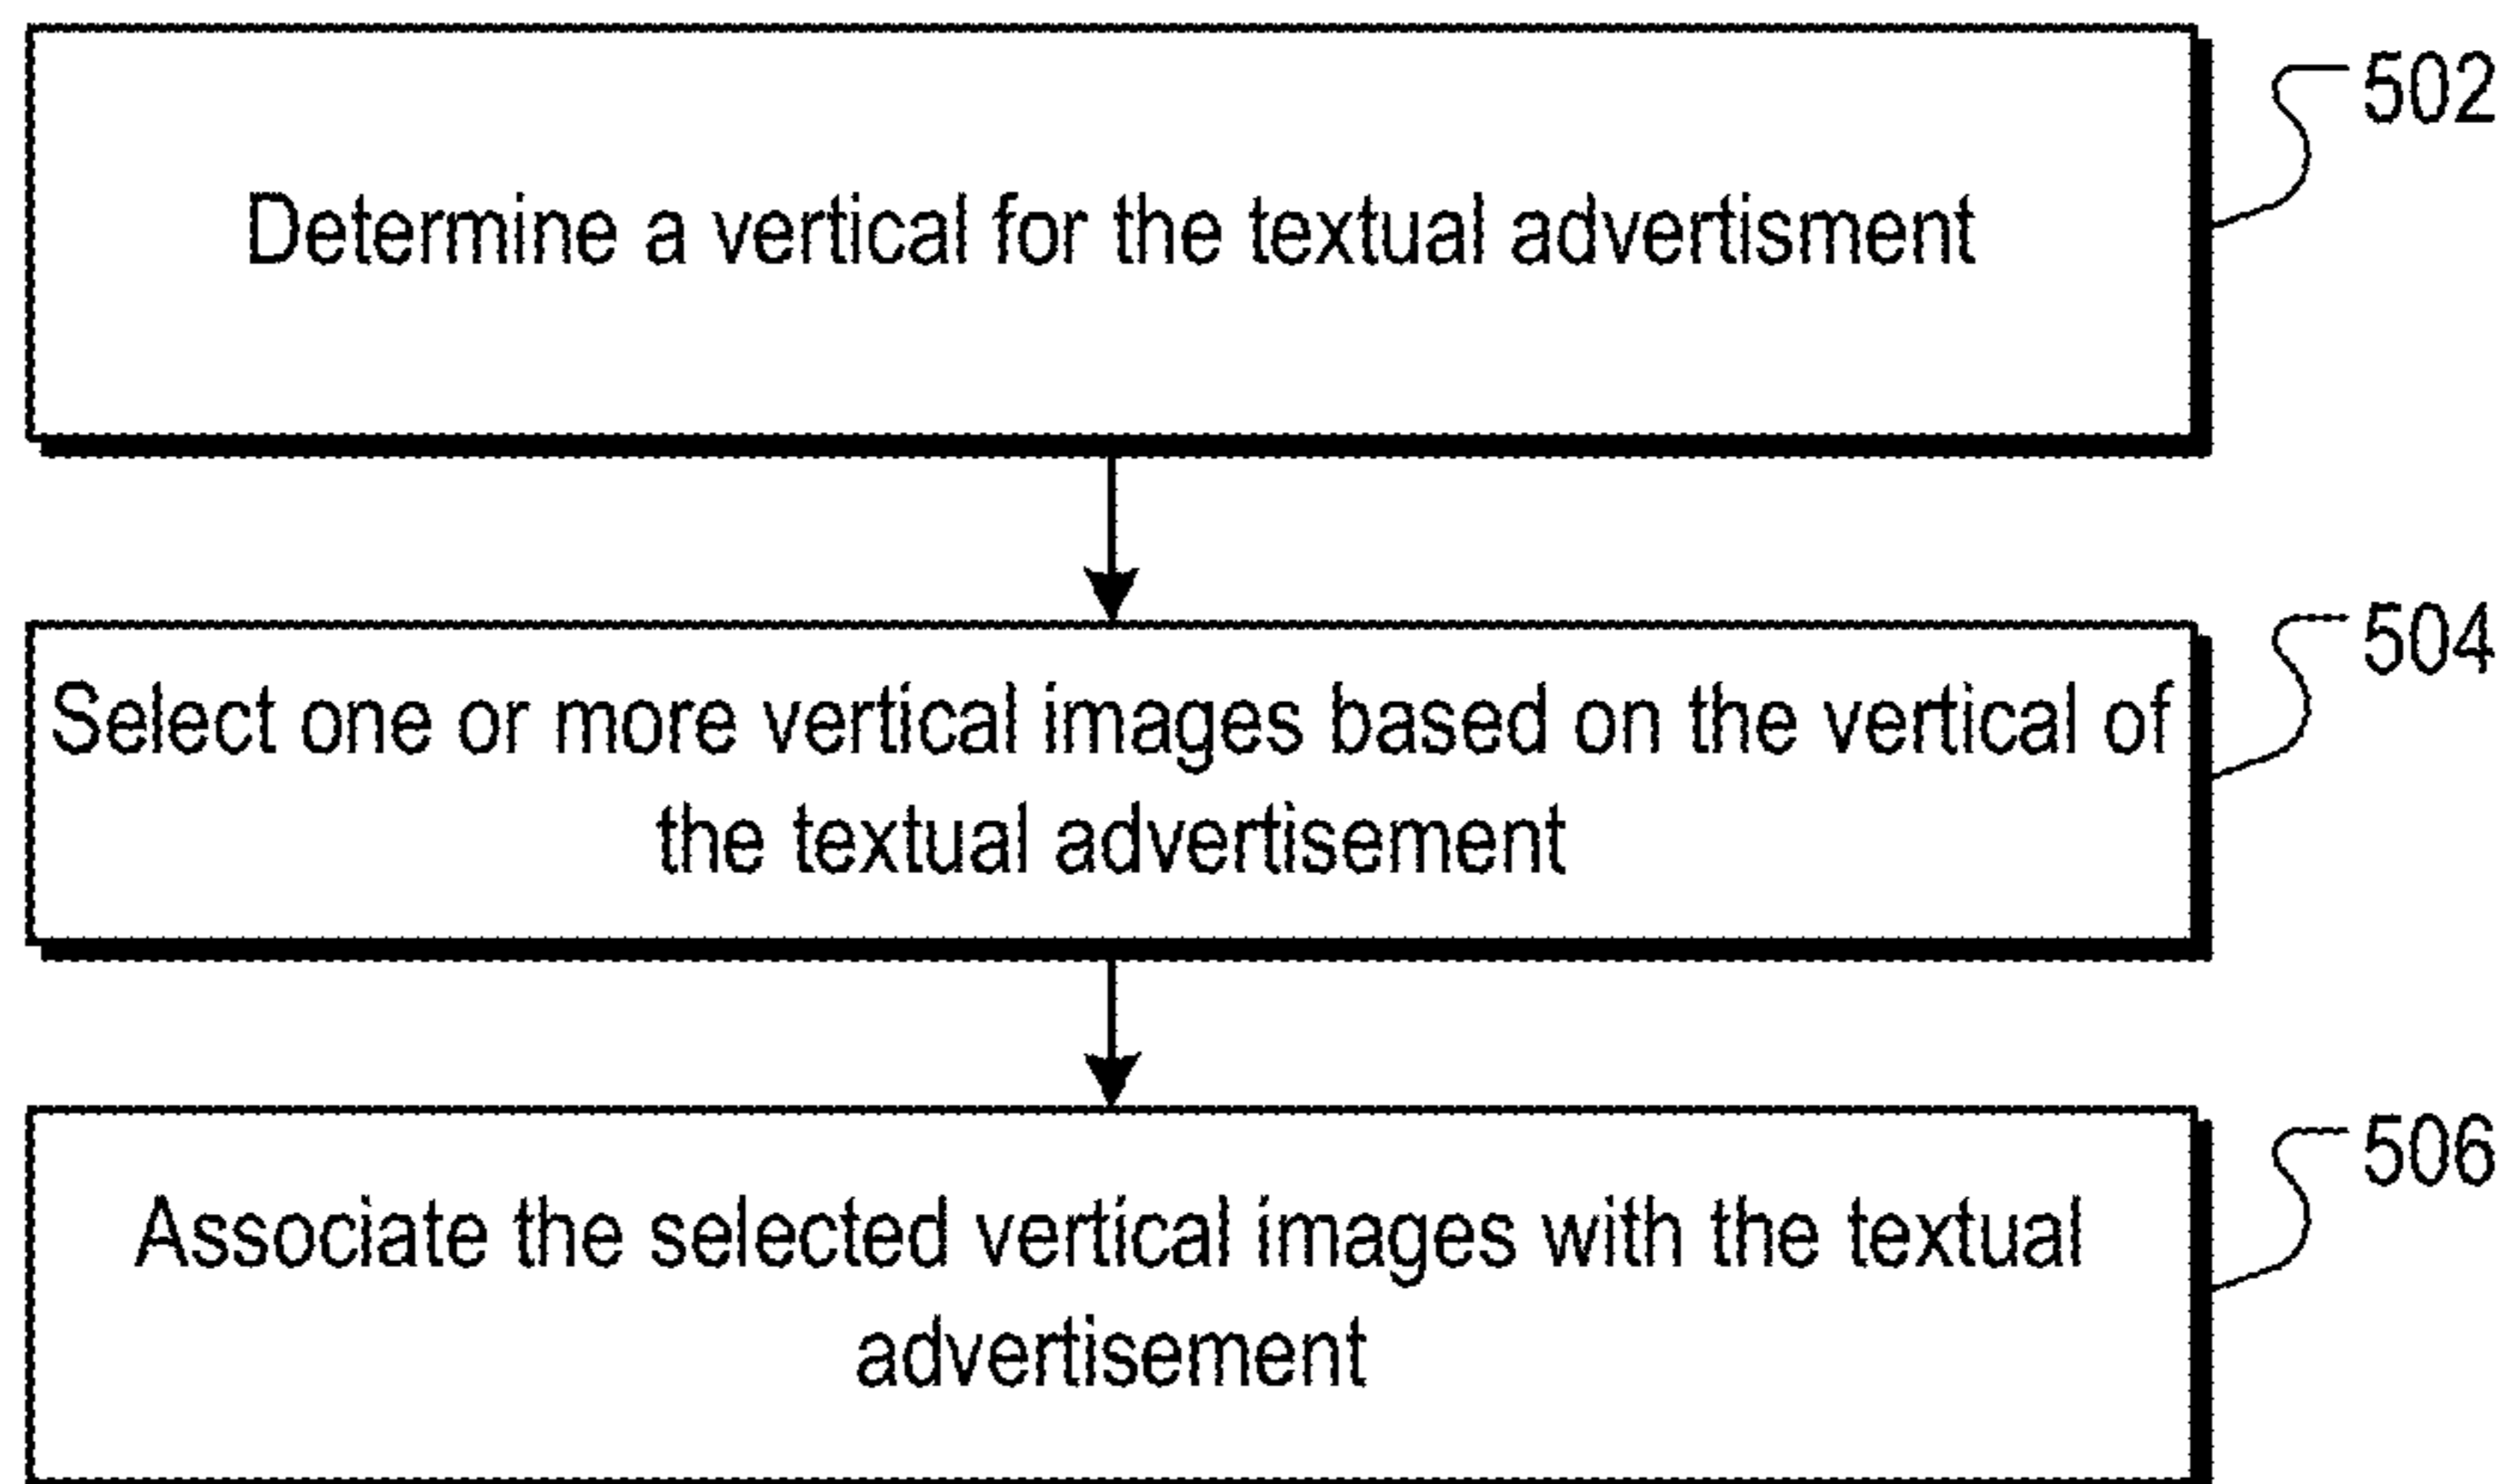 502
Determine a vertical for the textual advertisment
504
Select one or more vertical images based on the vertical of
the textual advertisement
506
Associate the selected vertical images with the textual
advertisement